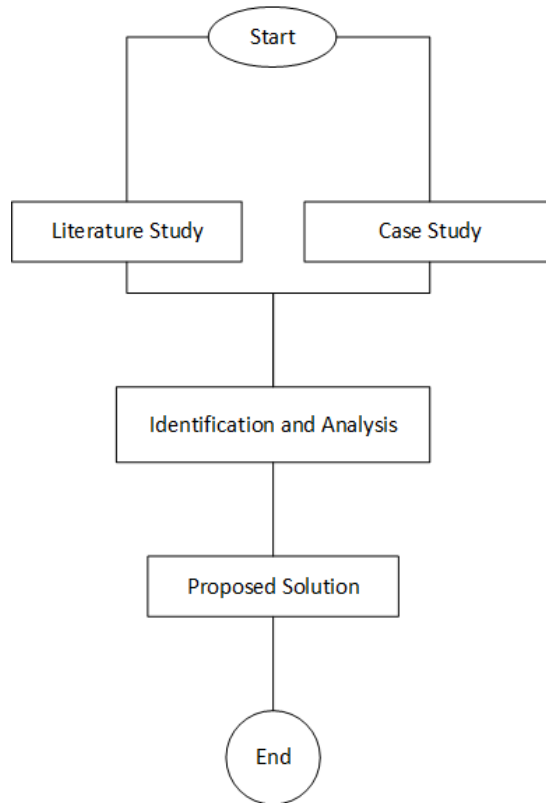 Start
Literature Study
Case Study
Identification and Analysis
Proposed Solution
End